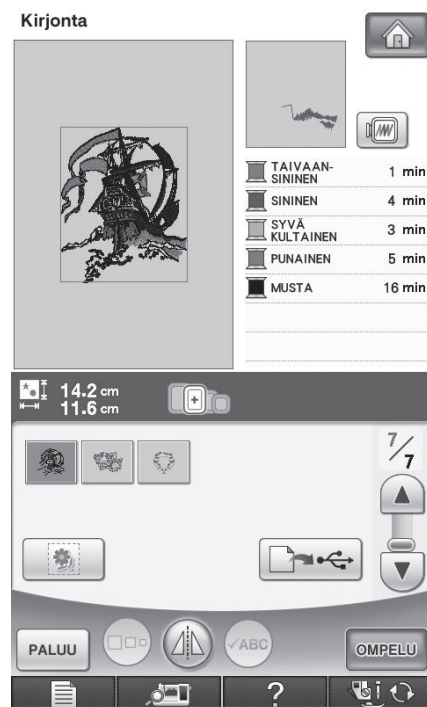 Kirjonta
TAIVAAN-
SININEN 1 min
SININEN 4 min
SYVÄ
KULTAINEN 3 min
PUNAINEN 5 min
MUSTA 16 min
14.2 cm
11.6 cm
7/7
PALUU
ABC
OMPELU
?